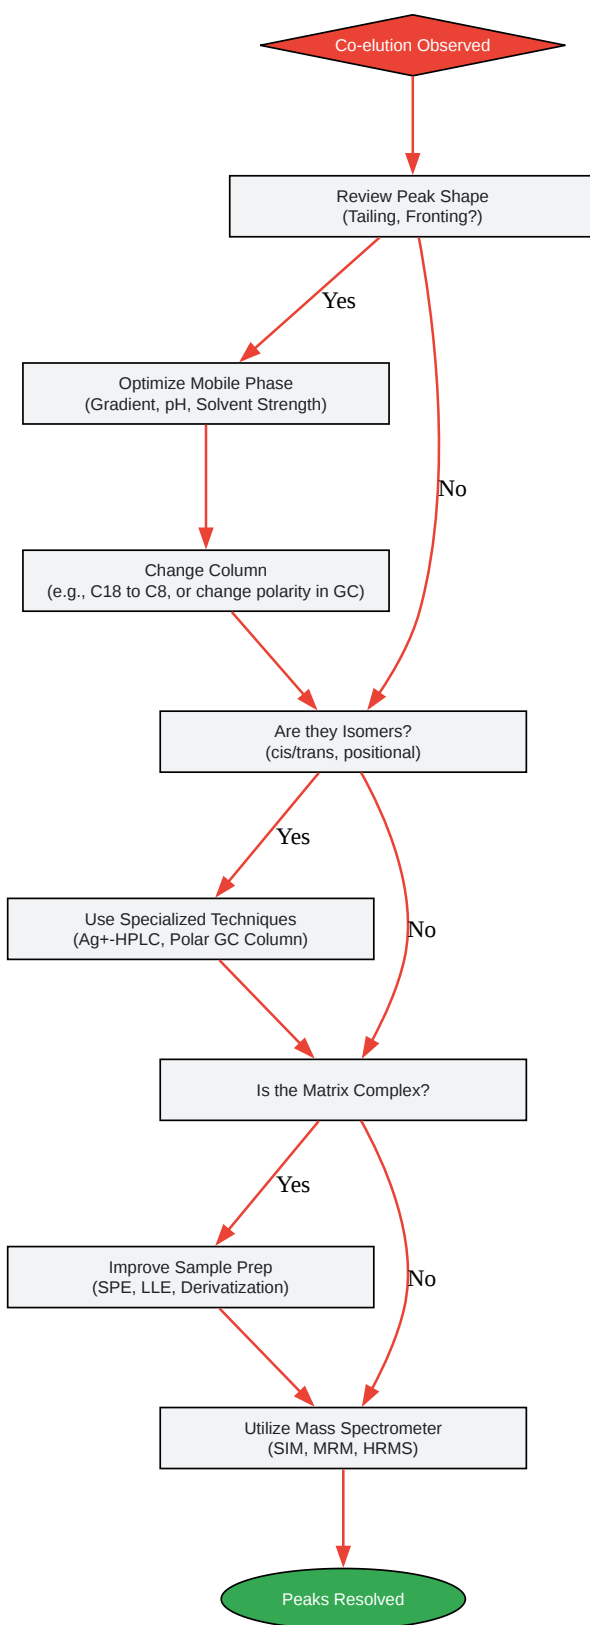 Co-elution Observed
Review Peak Shape
(Tailing, Fronting?)
Yes
Optimize Mobile Phase
(Gradient, pH, Solvent Strength)
No
Change Column
(e.g., C18 to C8, or change polarity in GC)
Are they Isomers?
(cis/trans, positional)
Yes
Use Specialized Techniques
(Ag+-HPLC, Polar GC Column)
No
Is the Matrix Complex?
Yes
Improve Sample Prep
(SPE, LLE, Derivatization)
No
Utilize Mass Spectrometer
(SIM, MRM, HRMS)
Peaks Resolved